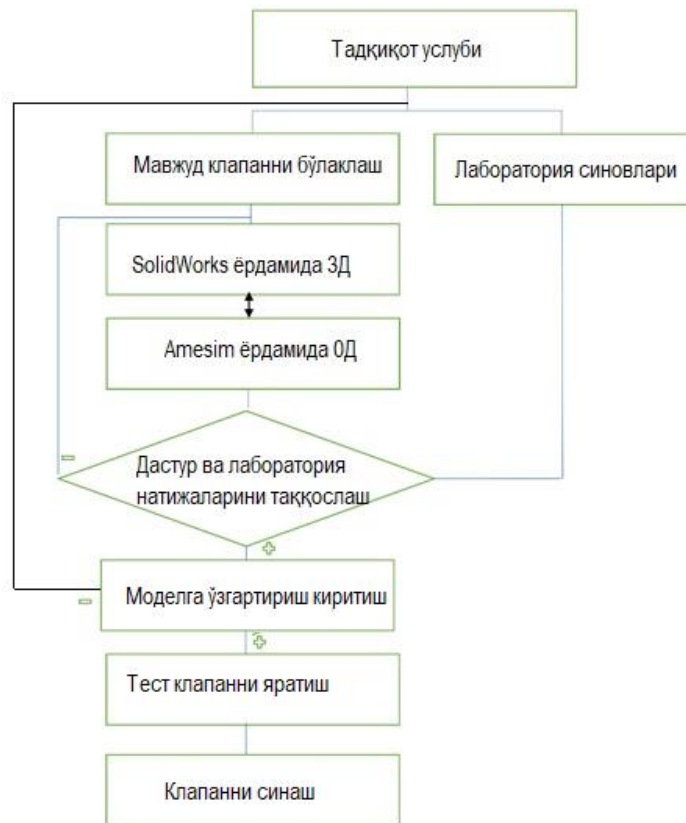 Тадқиқот услуби
Мавжуд клапанни бўлаклаш
Лаборатория синовлари
SolidWorks ёрдамида 3Д
Amesim ёрдамида 0Д
Дастур ва лаборатория
натижаларини таққослаш
Моделга ўзгартириш киритиш
Тест клапанни яратиш
Клапанни синаш